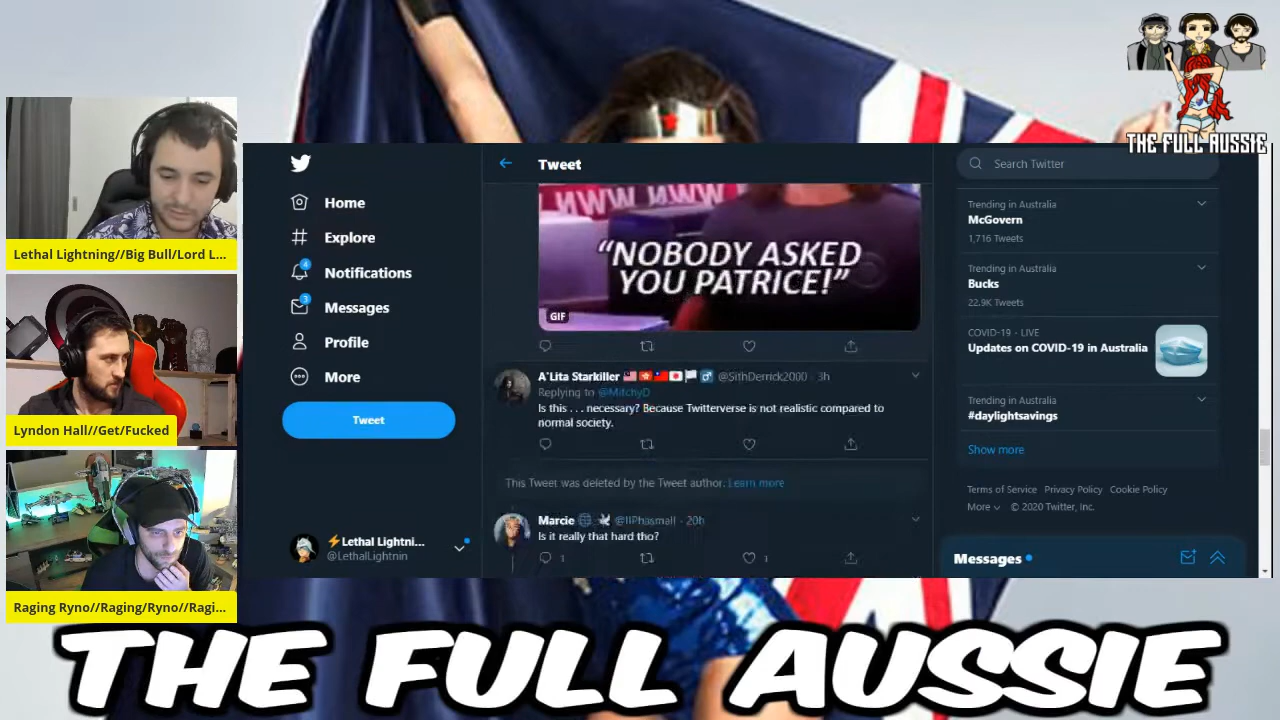 THE FULL AUSSIE
Lethal Lightning//Big Bull/Lord L...
Lyndon Hall//Get/Fucked
Raging Ryno//Raging/Ryno//Ragi...
Home
Explore
4
Notifications
3
Messages
Profile
More
Tweet
⚡Lethal Lightni...
@LethalLightnin
Tweet
WWW WWW
“NOBODY ASKED
YOU PATRICE!”
GIF
A`Lita Starkiller @SithDerrick2000 · 3h
Replying to @MitchyD
Is this . . . necessary? Because Twitterverse is not realistic compared to
normal society.
This Tweet was deleted by the Tweet author. Learn more
Marcie @IIPhasmaII · 20h
Is it really that hard tho?
1
1
Search Twitter
Trending in Australia
McGovern
1,716 Tweets
Trending in Australia
Bucks
22.9K Tweets
COVID-19 · LIVE
Updates on COVID-19 in Australia
Trending in Australia
#daylightsavings
Show more
Terms of Service Privacy Policy Cookie Policy
More © 2020 Twitter, Inc.
Messages
THE FULL AUSSIE